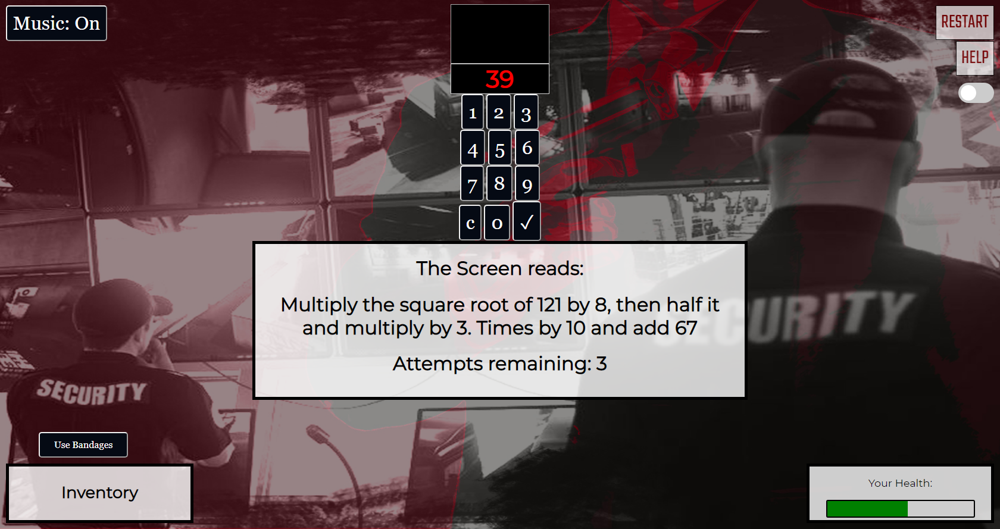 Music: On
RESTART
HELP
39
1 2 3
4 5 6
7 8 9
c 0 ✓
The Screen reads:
Multiply the square root of 121 by 8, then half it
and multiply by 3. Times by 10 and add 67
Attempts remaining: 3
SECURITY
SECURITY
Use Bandages
Inventory
Your Health: